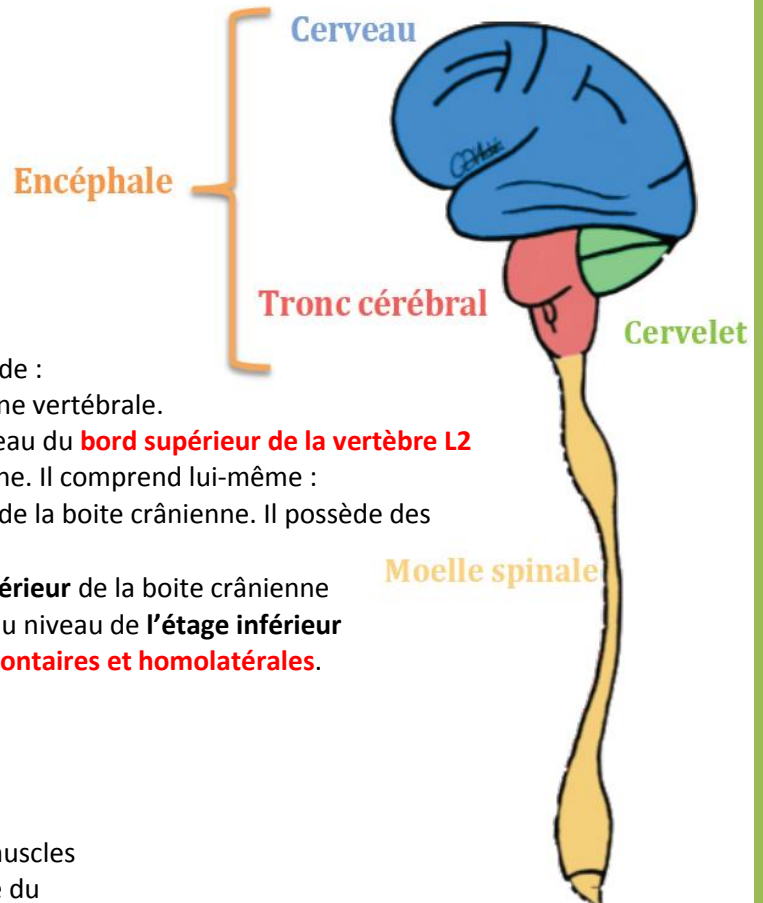 Cerveau
Encéphale
Tronc cérébral
Cervelet
de :
ne vertébrale.
eau du bord supérieur de la vertèbre L2
ne. Il comprend lui-même :
de la boite crânienne. Il possède des
Moelle spinale
érieur de la boite crânienne
u niveau de l’étage inférieur
ontaires et homolatérales.
uscles
e du